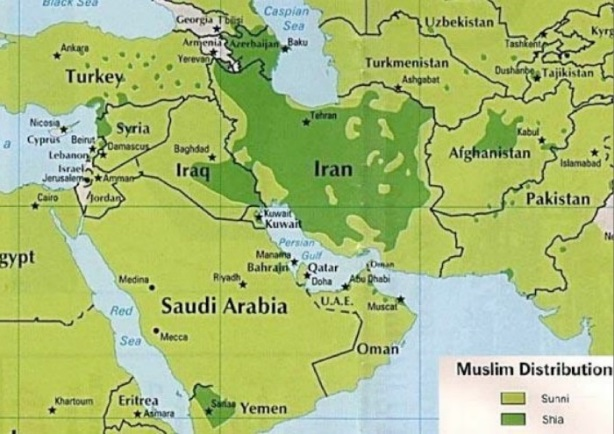 Black Sea
Georgia
Tbilisi
Caspian
Sea
Uzbekistan
Kyrg
Ankara
Armenia
Azerbaijan
Baku
Tashkent
Yerevan
Turkey
Turkmenistan
Dushanbe
Tajikistan
Ashgabat
Nicosia
Cyprus
Syria
Tehran
Beirut
Damascus
Lebanon
Baghdad
Kabul
Afghanistan
Islamabad
a
Israel
Jerusalem
Amman
Iraq
Iran
Cairo
Jordan
Pakistan
Kuwait
Kuwait
Persian
Gulf
gypt
Manama
Bahrain
Qatar
Doha
Oman
Abu Dhabi
Medina
Riyadh
U.A.E.
Muscat
Red
Sea
Saudi Arabia
Mecca
Oman
Muslim Distribution
Sunni
Shia
Khartoum
Eritrea
Asmara
Sanaa
Yemen